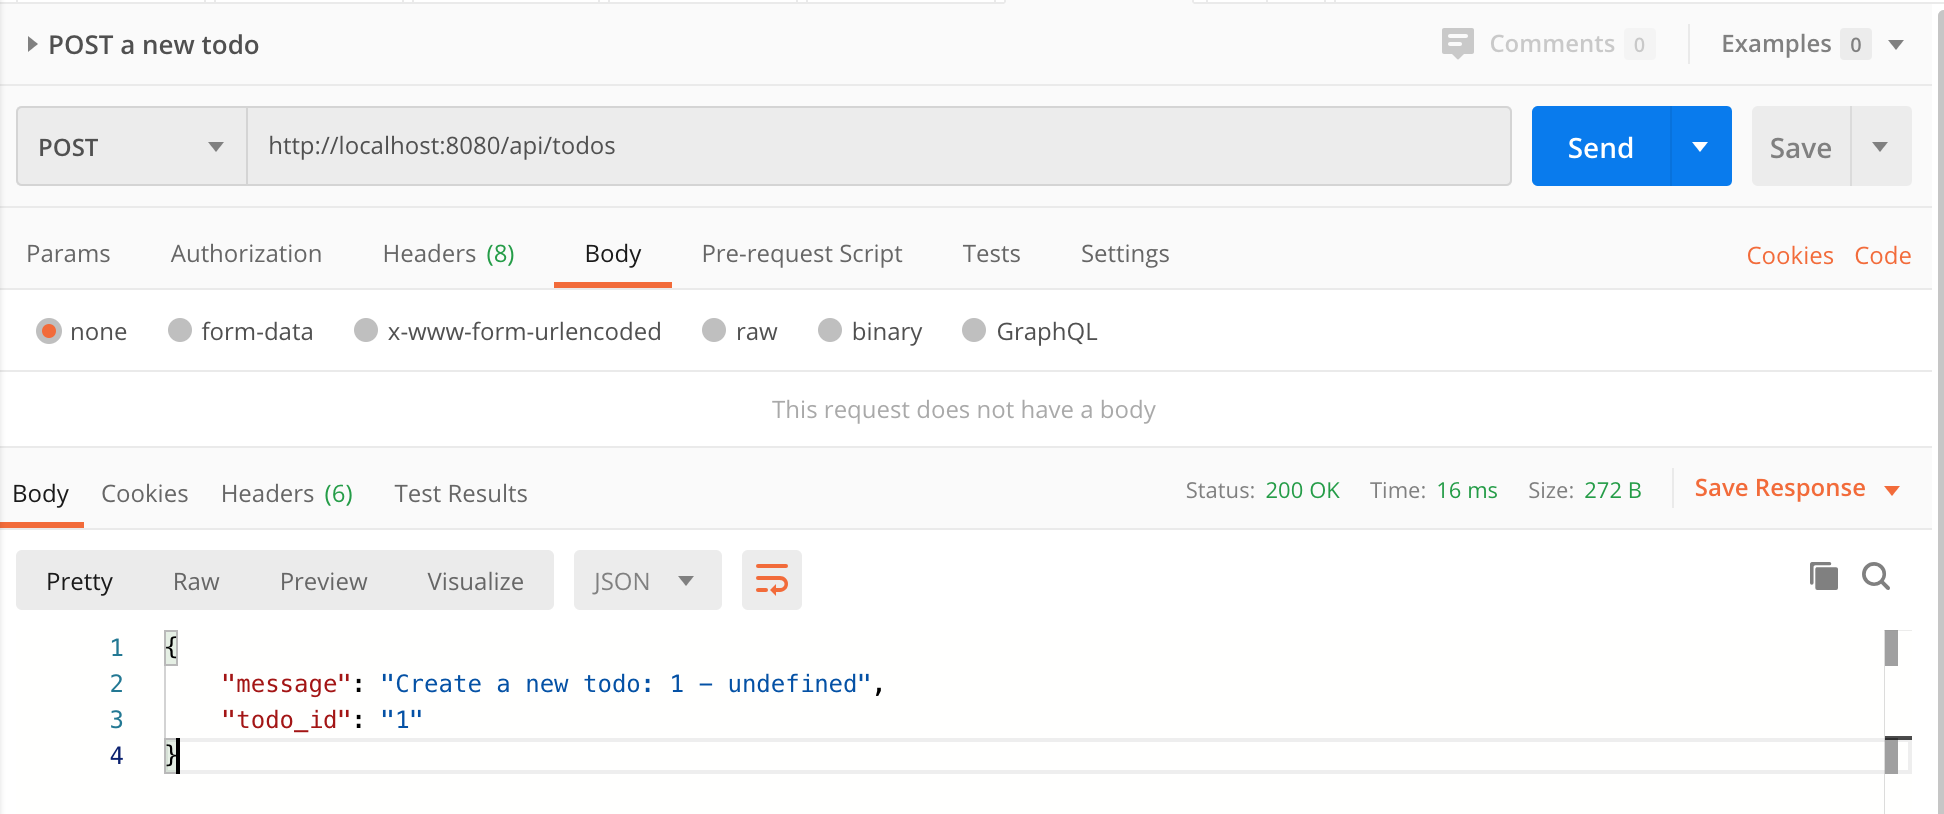 POST a new todo Comments 0 Examples 0
POST http://localhost:8080/api/todos Send Save
Params Authorization Headers (8) Body Pre-request Script Tests Settings Cookies Code
none form-data x-www-form-urlencoded raw binary GraphQL
This request does not have a body
Body Cookies Headers (6) Test Results Status: 200 OK Time: 16 ms Size: 272 B Save Response
Pretty Raw Preview Visualize JSON
1 {
2 "message": "Create a new todo: 1 – undefined",
3 "todo_id": "1"
4 }